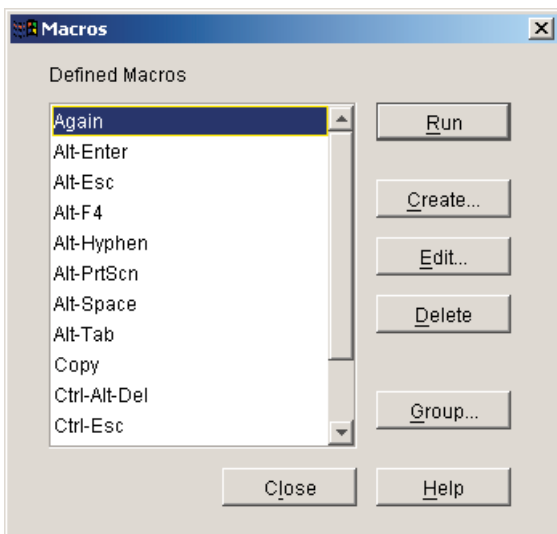 Macros
Defined Macros
Again
Alt-Enter
Alt-Esc
Alt-F4
Alt-Hyphen
Alt-PrtScn
Alt-Space
Alt-Tab
Copy
Ctrl-Alt-Del
Ctrl-Esc
Run
Create...
Edit...
Delete
Group...
Close
Help